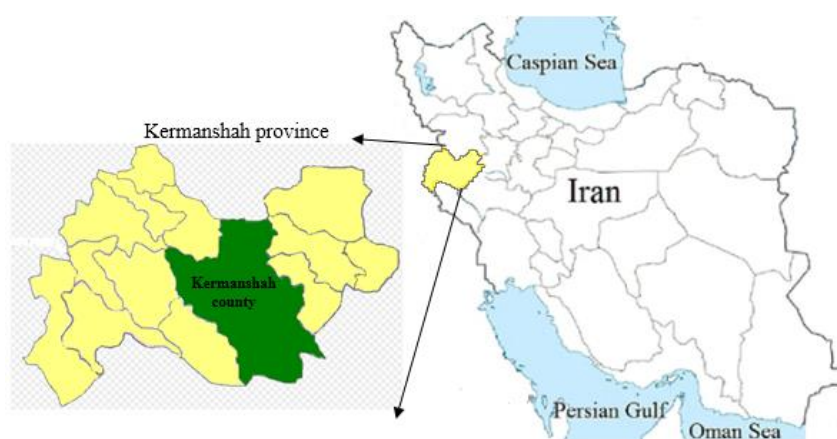 Caspian Sea
Kermanshah province
Iran
Kermanshah
county
Persian Gulf
Oman Sea